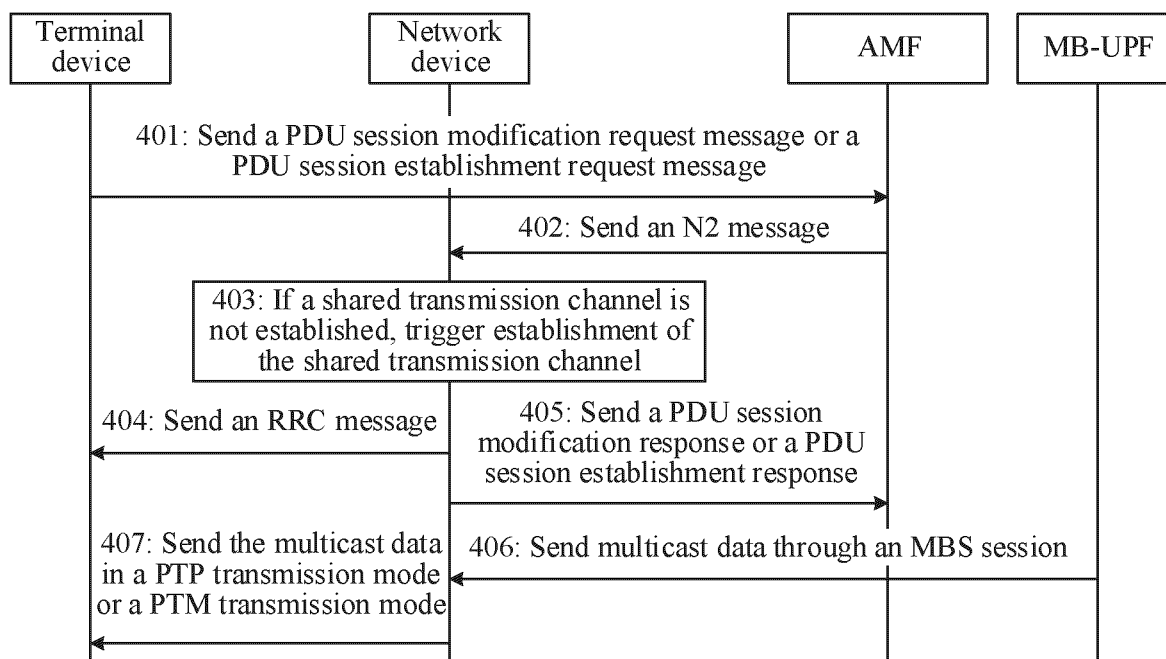 Terminal
device
Network
device
AMF
MB-UPF
401: Send a PDU session modification request message or a
PDU session establishment request message
402: Send an N2 message
403: If a shared transmission channel is
not established, trigger establishment of
the shared transmission channel
404: Send an RRC message
405: Send a PDU session
modification response or a PDU
session establishment response
406: Send multicast data through an MBS session
407: Send the multicast data
in a PTP transmission mode
or a PTM transmission mode